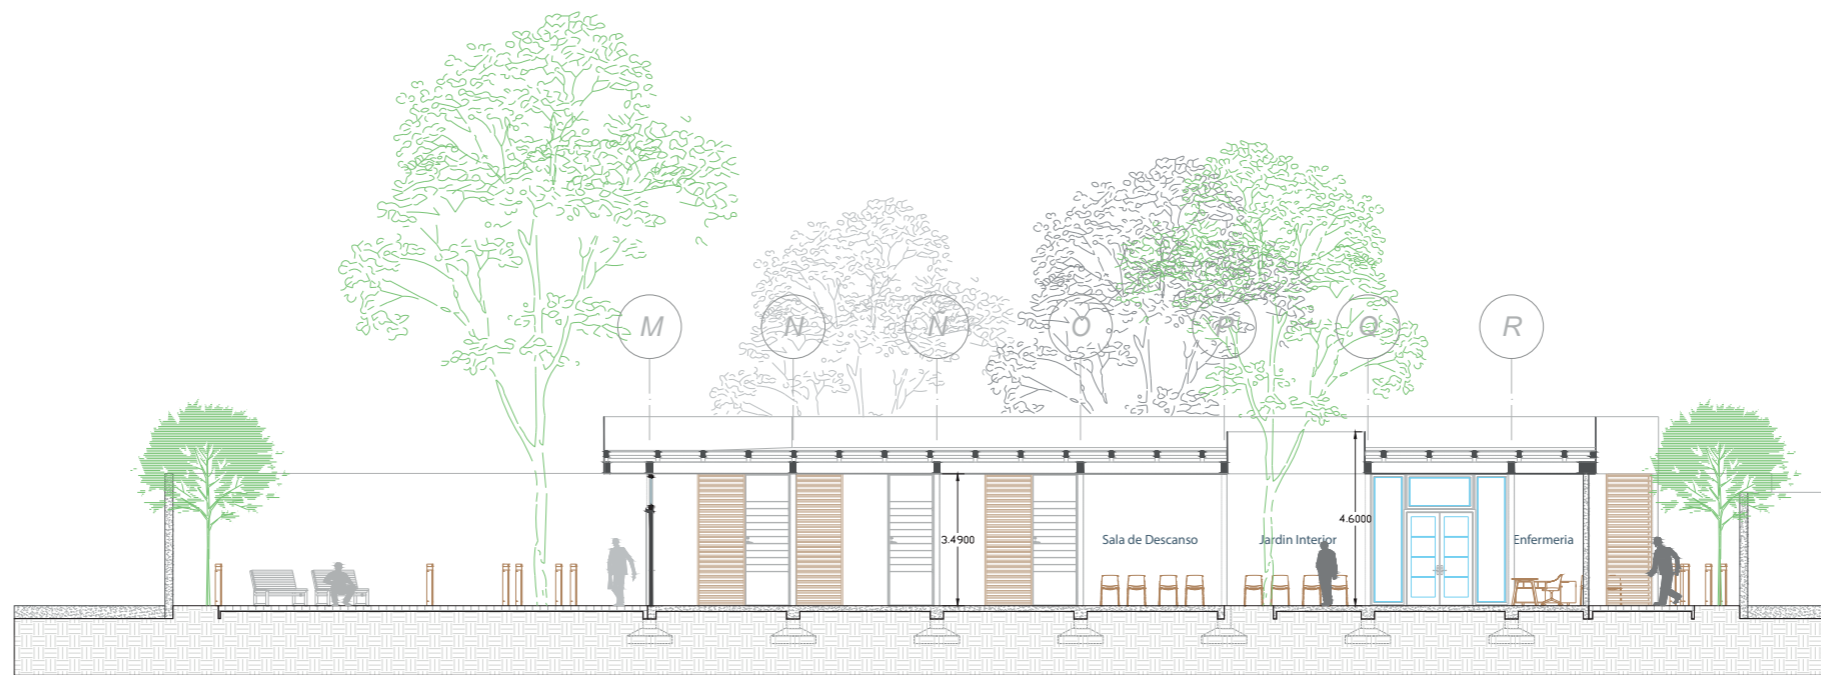 M
N
Ñ
O
P
Q
R
4.6000
3.4900
Sala de Descanso
Jardin Interior
Enfermeria